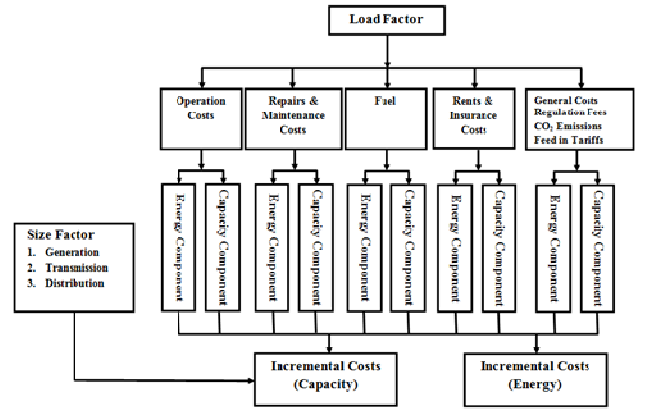 Load Factor
Operation
Costs
Repairs &
Maintenance
Costs
Fuel
Rents &
Insurance
Costs
General Costs
Regulation Fees
CO2 Emissions
Feed in Tariffs
Energy Component
Capacity Component
Energy Component
Capacity Component
Energy Component
Capacity Component
Energy Component
Capacity Component
Energy Component
Capacity Component
Size Factor
1. Generation
2. Transmission
3. Distribution
Incremental Costs
(Capacity)
Incremental Costs
(Energy)